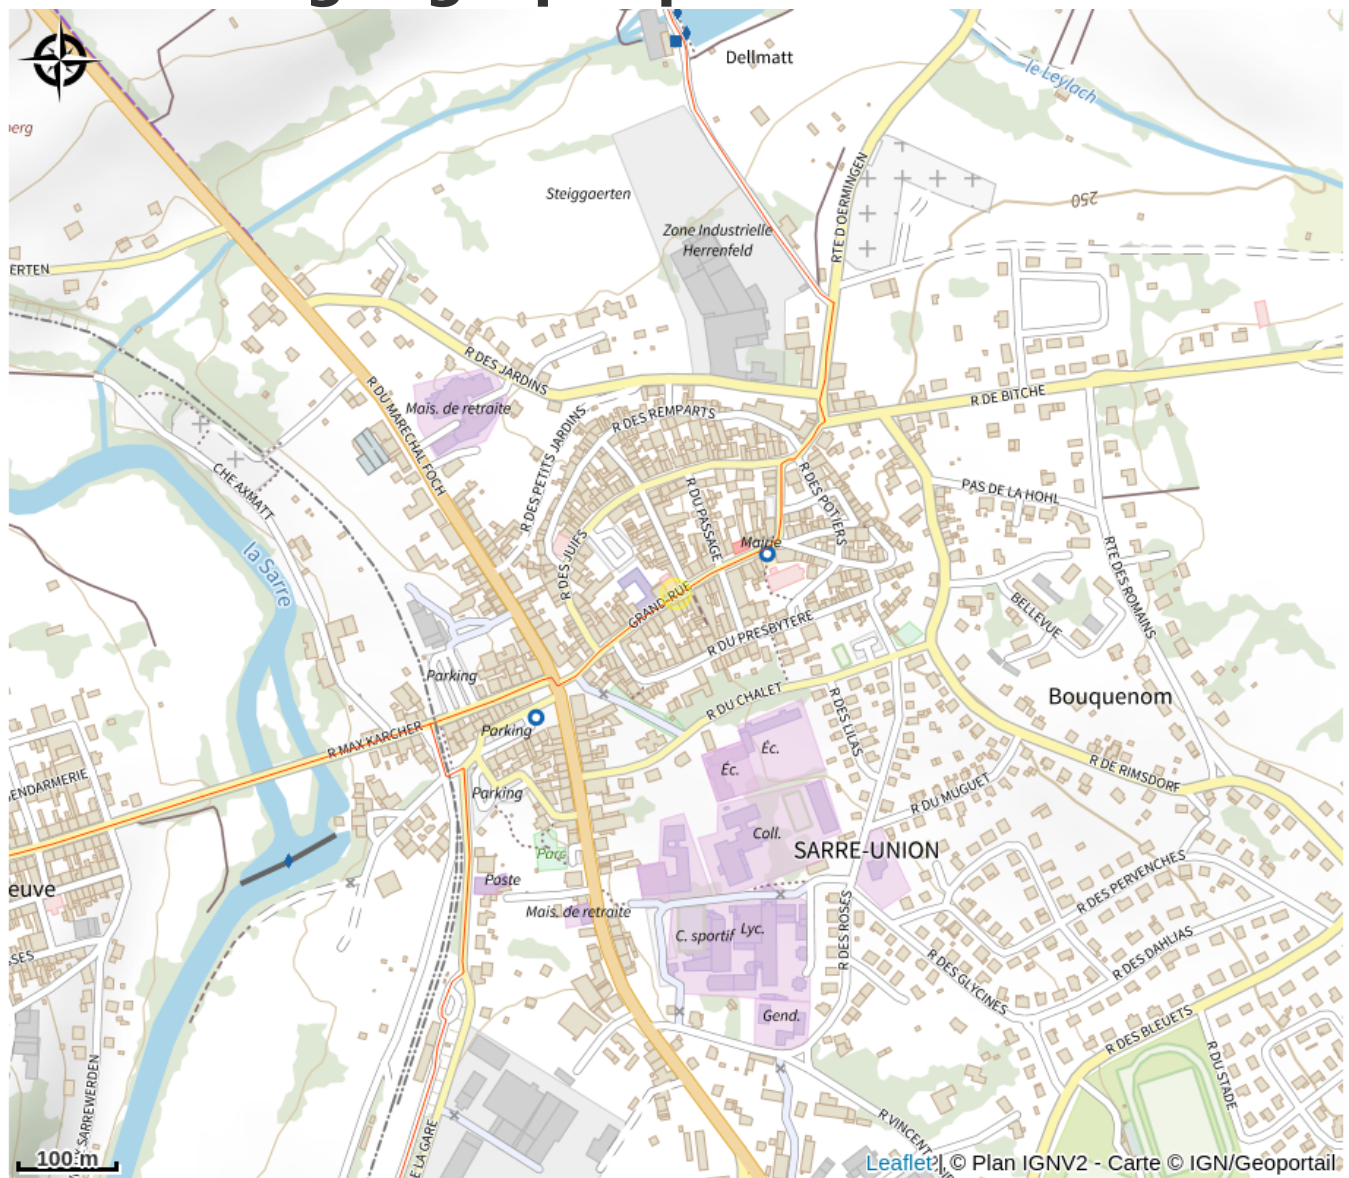 Dellmatt
le Leylach
berg
Steiggaerten
RTE D OERMINGEN
250
Zone Industrielle
Herrenfeld
ERTEN
R DES JARDINS
R DU MARECHAL FOCH
Mais. de retraite
R DES REMPARTS
R DE BITCHE
R DES PETITS JARDINS
CHE AXMATT
R DU PASSAGE
R DES POTIERS
PAS DE LA HOHL
la Sarre
R DES JUIFS
Mairie
RTE DES ROMAINS
GRAND-RUE
BELLEVUE
R DU PRESBYTERE
Parking
Bouquenom
R DU CHALET
R DES LILAS
Parking
R MAX KARCHER
Éc.
Éc.
R DE RIMSDORF
GENDARMERIE
Parking
R DU MUGUET
Coll.
SARRE-UNION
Parc
Poste
euve
R DES PERVENCHES
Mais. de retraite
C. sportif
Lyc.
R DES ROSES
SSES
R DES GLYCINES
R DES DAHLIAS
Gend.
R DES BLEUETS
R DU STADE
SARREWERDEN
E LA GARE
R VINCENT
100 m
Leaflet | © Plan IGNV2 - Carte © IGN/Geoportail